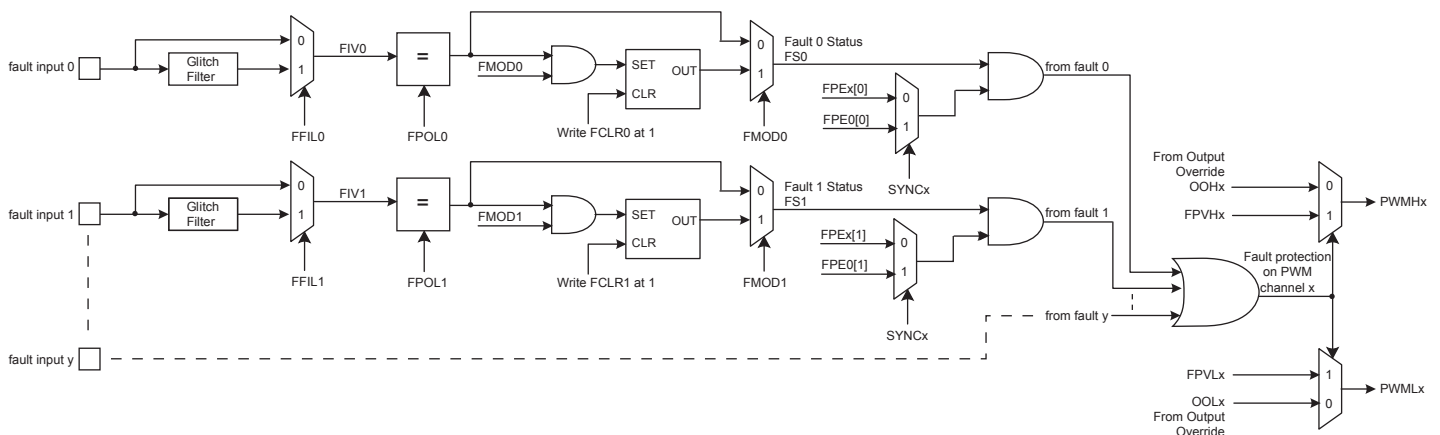 fault input 0
Glitch
Filter
0
1
FFIL0
FIV0
=
FPOL0
FMOD0
SET
OUT
CLR
Write FCLR0 at 1
0
1
FMOD0
Fault 0 Status
FS0
FPEx[0]
FPE0[0]
0
1
SYNCx
from fault 0
fault input 1
Glitch
Filter
0
1
FFIL1
FIV1
=
FPOL1
FMOD1
SET
OUT
CLR
Write FCLR1 at 1
0
1
FMOD1
Fault 1 Status
FS1
FPEx[1]
FPE0[1]
0
1
SYNCx
from fault 1
fault input y
from fault y
Fault protection
on PWM
channel x
From Output
Override
OOHx
FPVHx
0
1
PWMHx
FPVLx
OOLx
From Output
Override
1
0
PWMLx